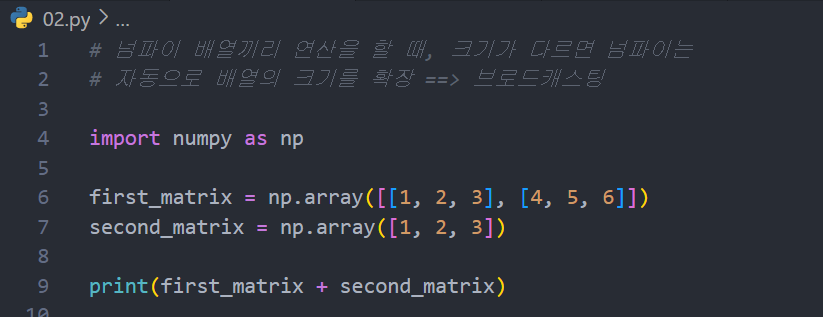 02.py > ...
1 # 넘파이 배열끼리 연산을 할 때, 크기가 다르면 넘파이는
2 # 자동으로 배열의 크기를 확장 ==> 브로드캐스팅
3
4 import numpy as np
5
6 first_matrix = np.array([[1, 2, 3], [4, 5, 6]])
7 second_matrix = np.array([1, 2, 3])
8
9 print(first_matrix + second_matrix)
10